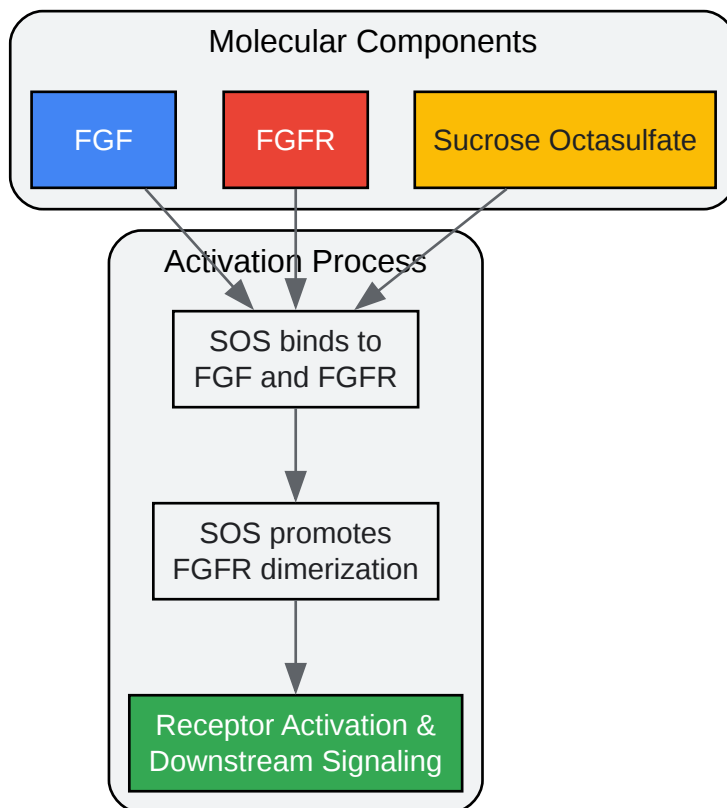 Molecular Components
FGF
FGFR
Sucrose Octasulfate
Activation Process
SOS binds to
FGF and FGFR
SOS promotes
FGFR dimerization
Receptor Activation &
Downstream Signaling